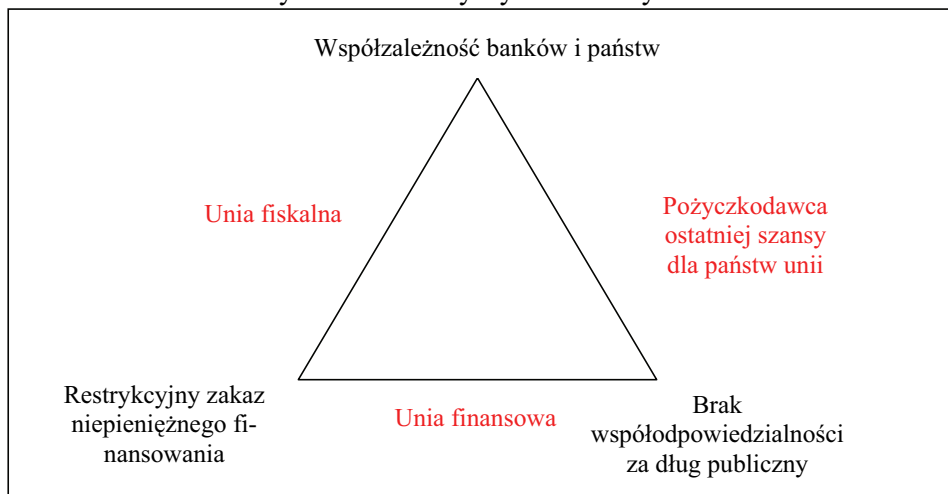 Współzależność banków i państw
Unia fiskalna
Pożyczkodawca
ostatniej szansy
dla państw unii
Restrykcyjny zakaz
niepieniężnego fi-
nansowania
Unia finansowa
Brak
współodpowiedzialności
za dług publiczny